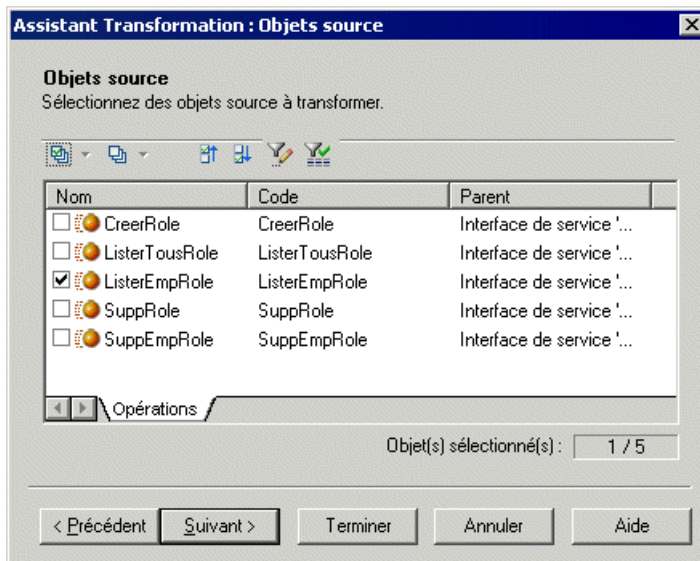 Assistant Transformation : Objets source
Objets source
Sélectionnez des objets source à transformer.
Nom Code Parent
CreerRole CreerRole Interface de service '...
ListerTousRole ListerTousRole Interface de service '...
ListerEmpRole ListerEmpRole Interface de service '...
SuppRole SuppRole Interface de service '...
SuppEmpRole SuppEmpRole Interface de service '...
Opérations
Objet(s) sélectionné(s) : 1 / 5
< Précédent Suivant > Terminer Annuler Aide